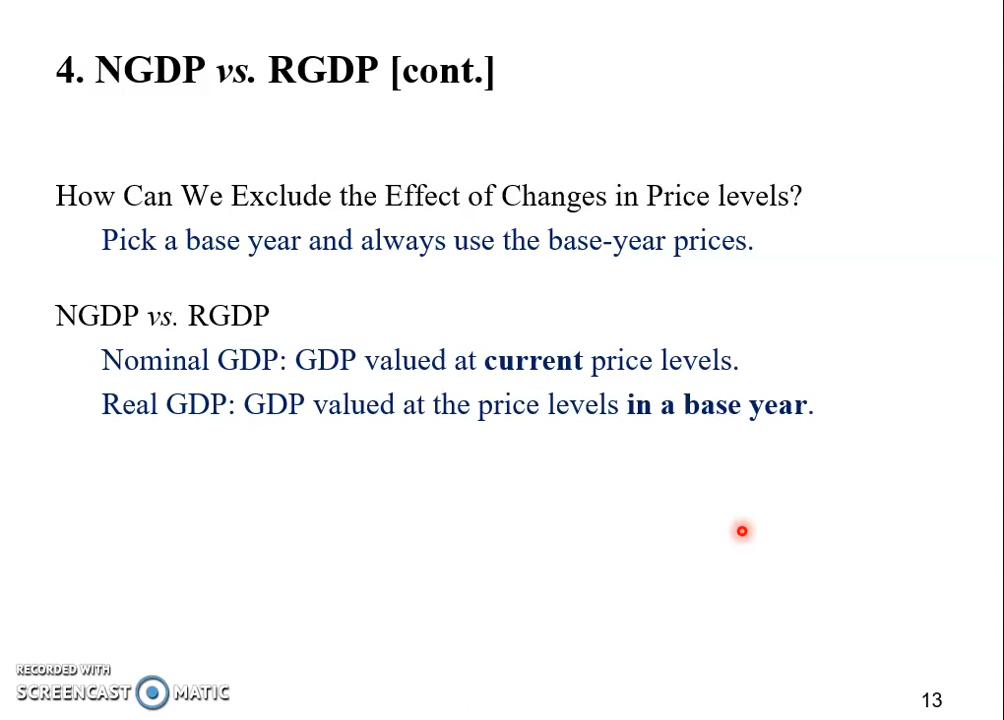 4. NGDP vs. RGDP [cont.]
How Can We Exclude the Effect of Changes in Price levels?
Pick a base year and always use the base-year prices.
NGDP vs. RGDP
Nominal GDP: GDP valued at current price levels.
Real GDP: GDP valued at the price levels in a base year.
RECORDED WITH
SCREENCAST MATIC
13